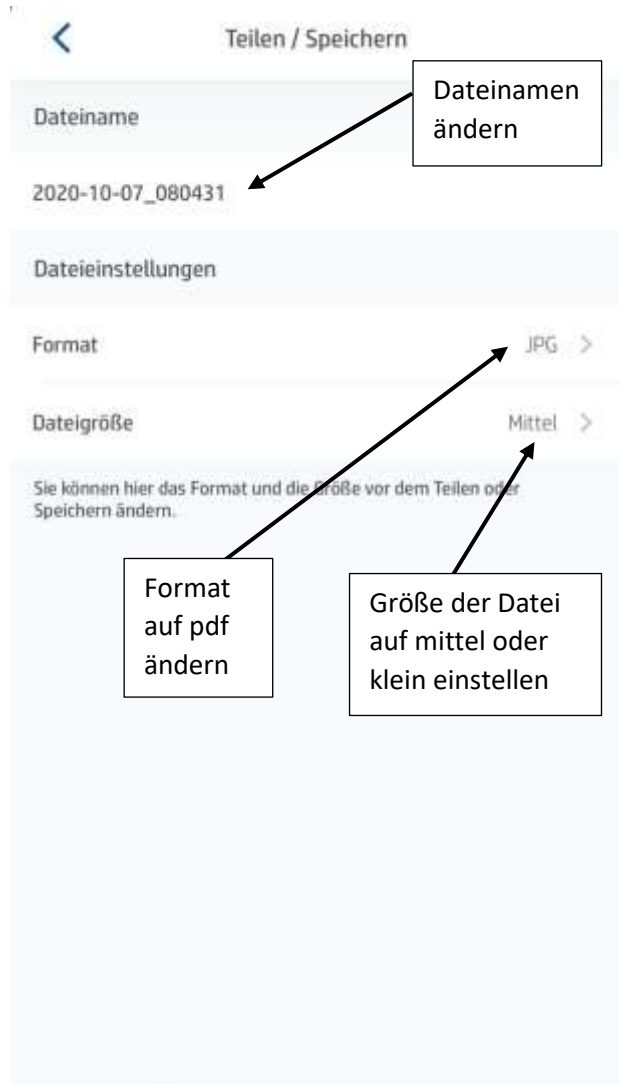 Teilen / Speichern
Dateinamen
ändern
Dateiname
2020-10-07_080431
Dateieinstellungen
Format
JPG
Dateigröße
Mittel
Sie können hier das Format und die Größe vor dem Teilen oder
Speichern ändern.
Format
auf pdf
ändern
Größe der Datei
auf mittel oder
klein einstellen